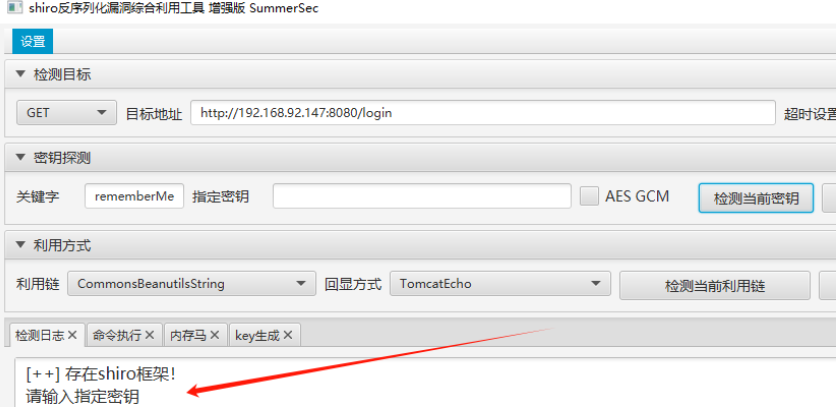 shiro反序列化漏洞综合利用工具 增强版 SummerSec
设置
检测目标
GET 目标地址 http://192.168.92.147:8080/login 超时设置
密钥探测
关键字 rememberMe 指定密钥 AES GCM 检测当前密钥
利用方式
利用链 CommonsBeanutilsString 回显方式 TomcatEcho 检测当前利用链
检测日志 命令执行 内存马 key生成
[++] 存在shiro框架!
请输入指定密钥